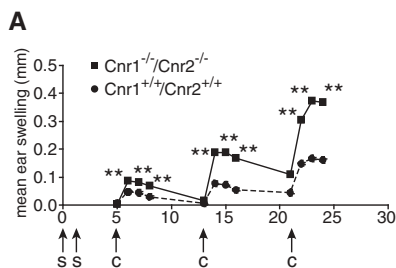 A
mean ear swelling (mm)
0.5
0.4
0.3
0.2
0.1
0.0
Cnr1-/-/Cnr2-/-
Cnr1+/+/Cnr2+/+
** ** **
** ** **
** ** **
0 5 10 15 20 25 30
s s c c c